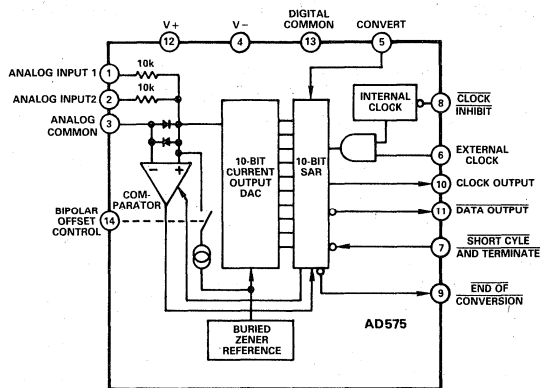 V+
12
V-
4
DIGITAL
COMMON
13
CONVERT
5
ANALOG INPUT 1
1
10k
ANALOG INPUT2
2
10k
ANALOG
COMMON
3
INTERNAL
CLOCK
8
CLOCK
INHIBIT
10-BIT
CURRENT
OUTPUT
DAC
10-BIT
SAR
6
EXTERNAL
CLOCK
10
CLOCK OUTPUT
11
DATA OUTPUT
- +
COM-
PARATOR
BIPOLAR
OFFSET
CONTROL
14
7
SHORT CYLE
AND TERMINATE
9
END OF
CONVERSION
BURIED
ZENER
REFERENCE
AD575